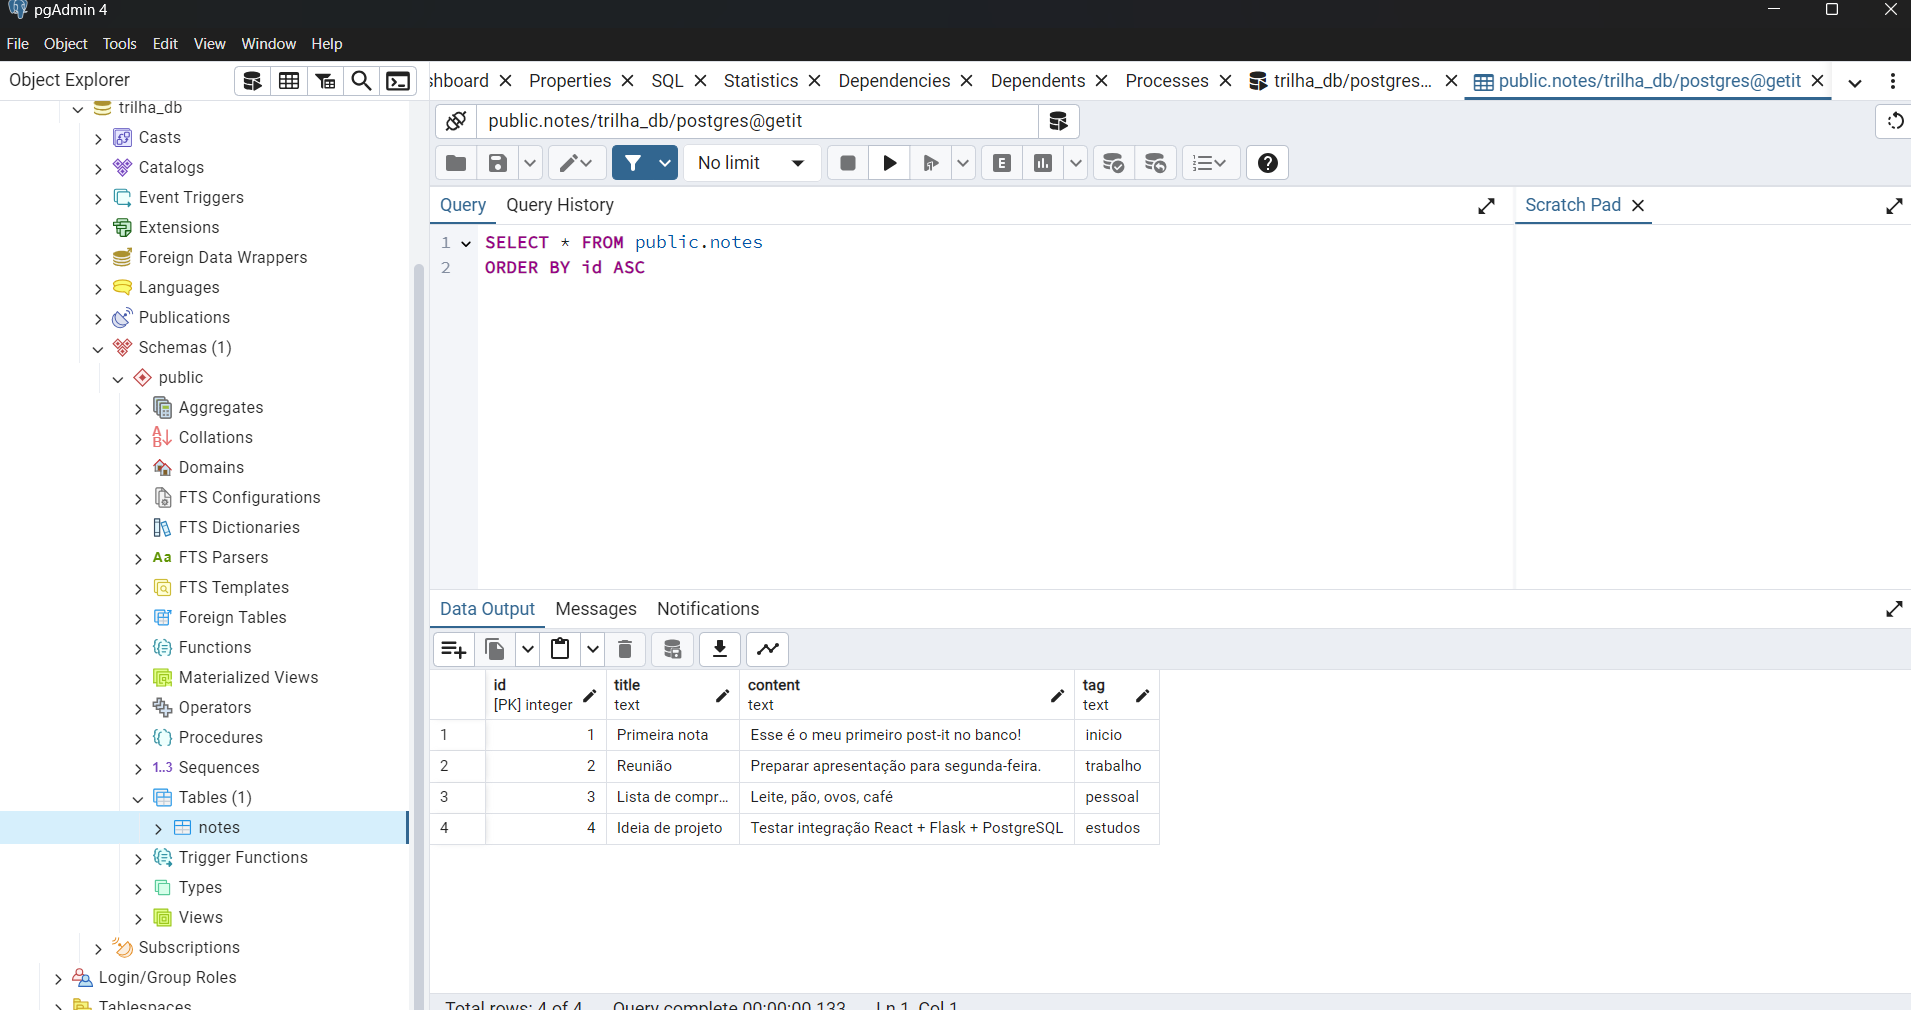 pgAdmin 4
File Object Tools Edit View Window Help
Object Explorer
shboard Properties SQL Statistics Dependencies Dependents Processes trilha_db/postgres... public.notes/trilha_db/postgres@getit
trilha_db
Casts
Catalogs
Event Triggers
Extensions
Foreign Data Wrappers
Languages
Publications
Schemas (1)
public
Aggregates
Collations
Domains
FTS Configurations
FTS Dictionaries
Aa FTS Parsers
FTS Templates
Foreign Tables
Functions
Materialized Views
Operators
Procedures
1..3 Sequences
Tables (1)
notes
Trigger Functions
Types
Views
Subscriptions
Login/Group Roles
Tablespaces
public.notes/trilha_db/postgres@getit
No limit E
Query Query History
Scratch Pad
1 SELECT * FROM public.notes
2 ORDER BY id ASC
Data Output Messages Notifications
id title content tag
[PK] integer text text text
1 1 Primeira nota Esse é o meu primeiro post-it no banco! inicio
2 2 Reunião Preparar apresentação para segunda-feira. trabalho
3 3 Lista de compr... Leite, pão, ovos, café pessoal
4 4 Ideia de projeto Testar integração React + Flask + PostgreSQL estudos
Total rows: 4 of 4 Query complete 00:00:00.133 Ln 1, Col 1